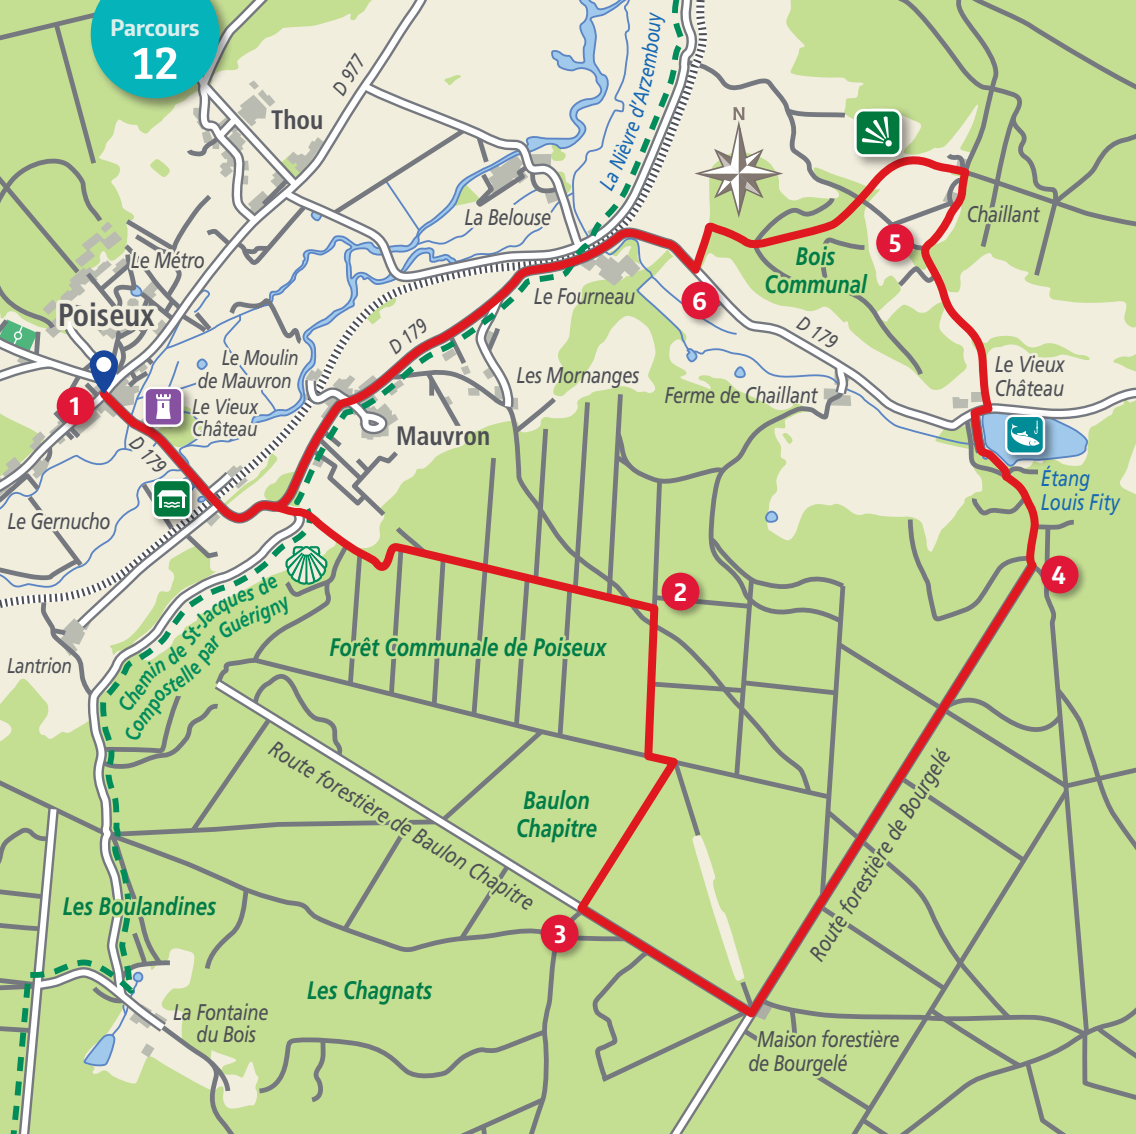 Parcours
12
Thou
D 977
La Nièvre d'Arzembouy
N
La Belouse
Chaillant
5
Le Métro
Bois
Communal
Poiseux
Le Fourneau
6
D 179
D 179
Le Moulin
de Mauvron
Les Mornanges
Le Vieux
Château
Ferme de Chaillant
1
Le Vieux
Château
Mauvron
D 179
Étang
Louis Fity
Le Gernucho
4
2
Chemin de St-Jacques de
Compostelle par Guérigny
Forêt Communale de Poiseux
Lantrion
Route forestière de Baulon Chapitre
Baulon
Chapitre
Route forestière de Bourgelé
Les Boulandines
3
Les Chagnats
La Fontaine
du Bois
Maison forestière
de Bourgelé